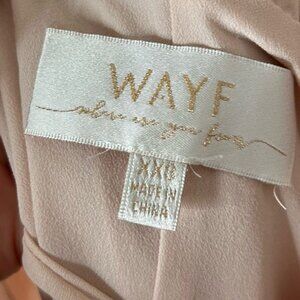 WAYF
where are you from
XXS
MADE IN
CHINA